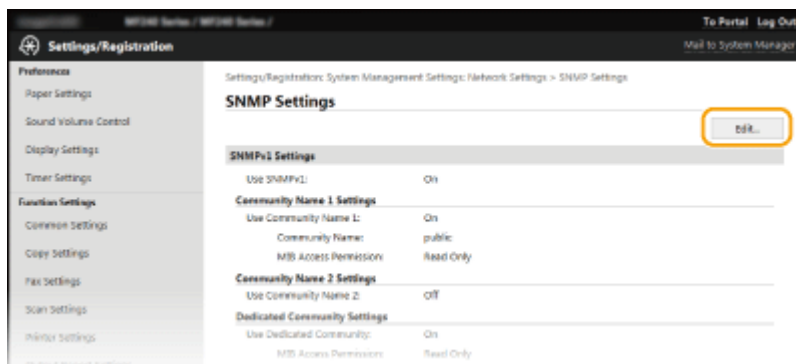 MF240 Series / MF240 Series /
To Portal Log Out
Settings/Registration
Mail to System Manager
Preferences
Paper Settings
Sound Volume Control
Display Settings
Timer Settings
Function Settings
Common Settings
Copy Settings
Fax Settings
Scan Settings
Printer Settings
Settings/Registration: System Management Settings: Network Settings > SNMP Settings
SNMP Settings
Edit...
SNMPv1 Settings
Use SNMPv1: On
Community Name 1 Settings
Use Community Name 1: On
Community Name: public
MIB Access Permission: Read Only
Community Name 2 Settings
Use Community Name 2: Off
Dedicated Community Settings
Use Dedicated Community: On
MIB Access Permission: Read Only